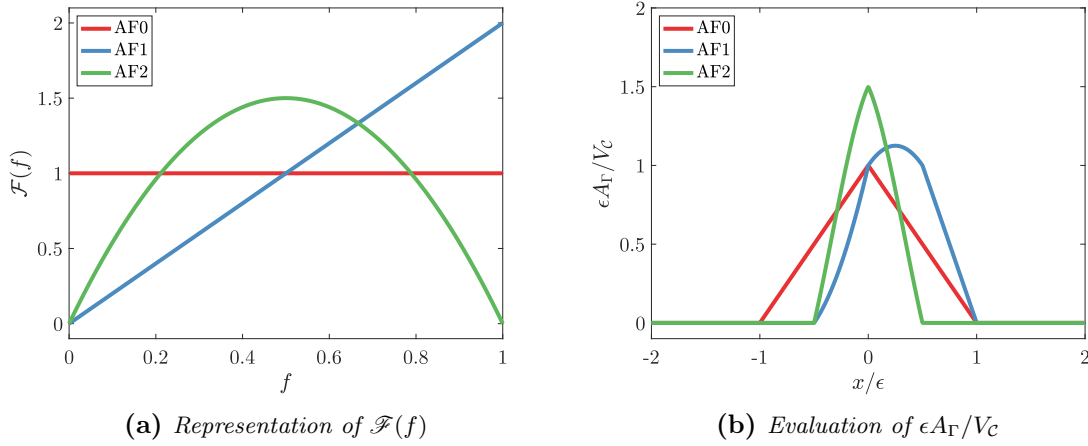 2
1.5
1
0.5
0
ℱ(f)
AF0
AF1
AF2
0 0.2 0.4 0.6 0.8 1
f
(a) Representation of ℱ(f)
2
1.5
1
0.5
0
ϵA_Γ/V_𝒞
AF0
AF1
AF2
-2 -1 0 1 2
x/ϵ
(b) Evaluation of ϵA_Γ/V_𝒞